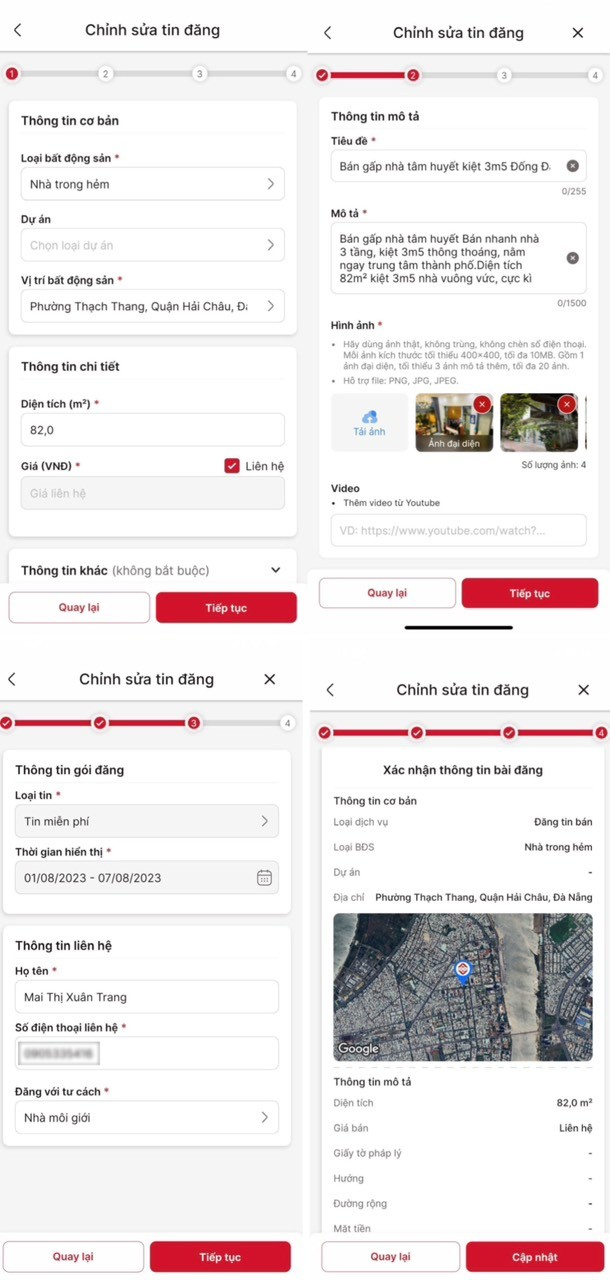 Chỉnh sửa tin đăng
1
2
3
4
Thông tin cơ bản
Loại bất động sản *
Nhà trong hẻm
Dự án
Chọn loại dự án
Vị trí bất động sản *
Phường Thạch Thang, Quận Hải Châu, Đà
Thông tin chi tiết
Diện tích (m²) *
82,0
Giá (VNĐ) *
Liên hệ
Giá liên hệ
Thông tin khác (không bắt buộc)
Quay lại
Tiếp tục
Chỉnh sửa tin đăng
2
3
4
Thông tin mô tả
Tiêu đề *
Bán gấp nhà tâm huyết kiệt 3m5 Đống Đa
0/255
Mô tả *
Bán gấp nhà tâm huyết Bán nhanh nhà
3 tầng, kiệt 3m5 thông thoáng, nằm
ngay trung tâm thành phố.Diện tích
82m² kiệt 3m5 nhà vuông vức, cực kì
0/1500
Hình ảnh *
• Hãy dùng ảnh thật, không trùng, không chèn số điện thoại.
Mỗi ảnh kích thước tối thiểu 400x400, tối đa 10MB. Gồm 1
ảnh đại diện, tối thiểu 3 ảnh mô tả thêm, tối đa 20 ảnh.
• Hỗ trợ file: PNG, JPG, JPEG.
Tải ảnh
Ảnh đại diện
Số lượng ảnh: 4
Video
• Thêm video từ Youtube
VD: https://www.youtube.com/watch?...
Quay lại
Tiếp tục
Chỉnh sửa tin đăng
3
4
Thông tin gói đăng
Loại tin *
Tin miễn phí
Thời gian hiển thị *
01/08/2023 - 07/08/2023
Thông tin liên hệ
Họ tên *
Mai Thị Xuân Trang
Số điện thoại liên hệ *
Đăng với tư cách *
Nhà môi giới
Quay lại
Tiếp tục
Chỉnh sửa tin đăng
4
Xác nhận thông tin bài đăng
Thông tin cơ bản
Loại dịch vụ Đăng tin bán
Loại BĐS Nhà trong hẻm
Dự án -
Địa chỉ Phường Thạch Thang, Quận Hải Châu, Đà Nẵng
Google
Thông tin mô tả
Diện tích 82,0 m²
Giá bán Liên hệ
Giấy tờ pháp lý -
Hướng -
Đường rộng -
Mặt tiền -
Quay lại
Cập nhật